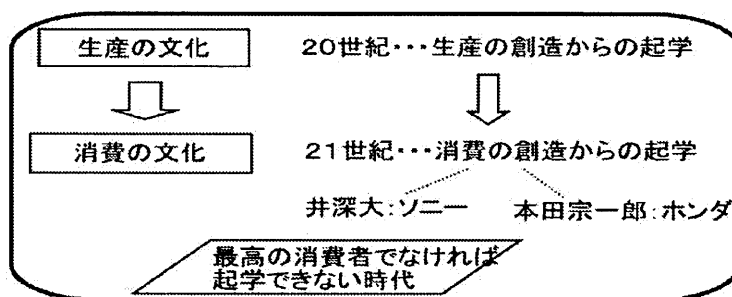 生産の文化
20世紀・・・生産の創造からの起学
消費の文化
21世紀・・・消費の創造からの起学
井深大：ソニー
本田宗一郎：ホンダ
最高の消費者でなければ
起学できない時代